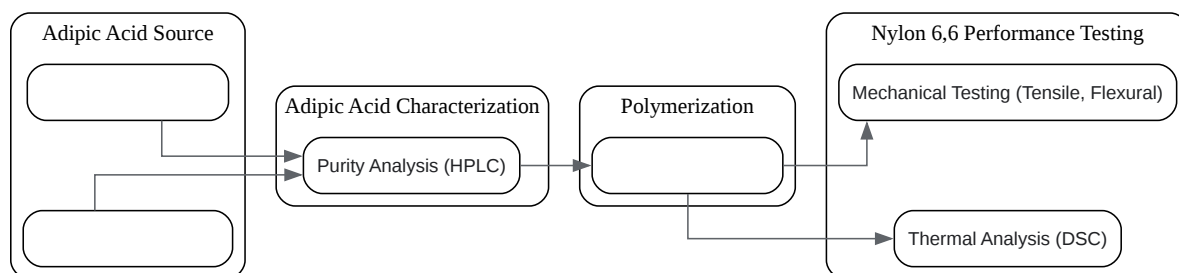 Adipic Acid Source
Nylon 6,6 Performance Testing
Mechanical Testing (Tensile, Flexural)
Adipic Acid Characterization
Polymerization
Purity Analysis (HPLC)
Thermal Analysis (DSC)